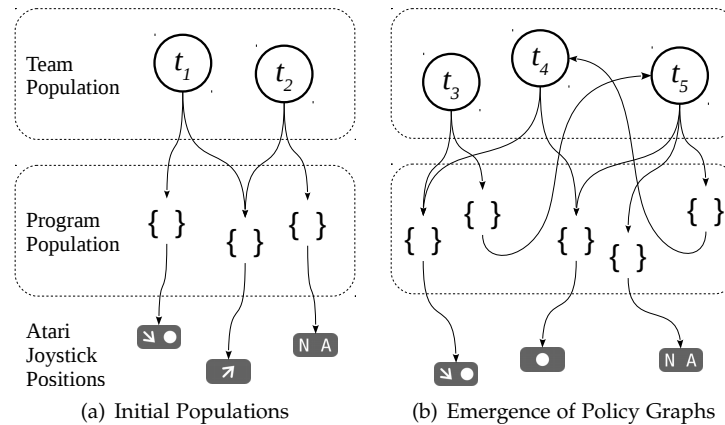 Team
Population
t1
t2
t3
t4
t5
Program
Population
{ }
{ }
{ }
{ }
{ }
{ }
{ }
{ }
Atari
Joystick
Positions
N A
N A
(a) Initial Populations
(b) Emergence of Policy Graphs